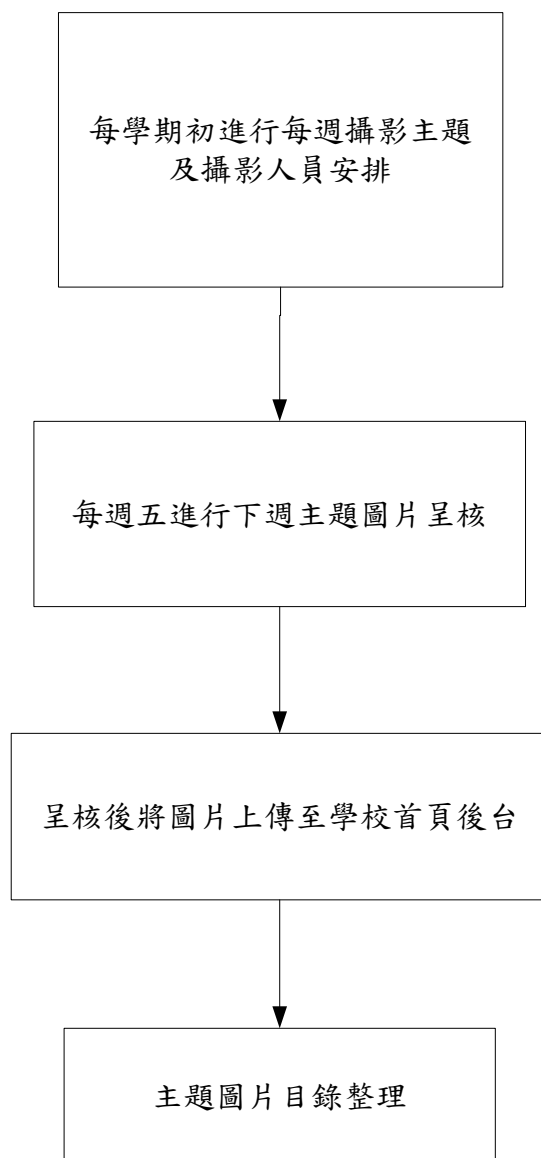 每學期初進行每週攝影主題
及攝影人員安排
每週五進行下週主題圖片呈核
呈核後將圖片上傳至學校首頁後台
主題圖片目錄整理